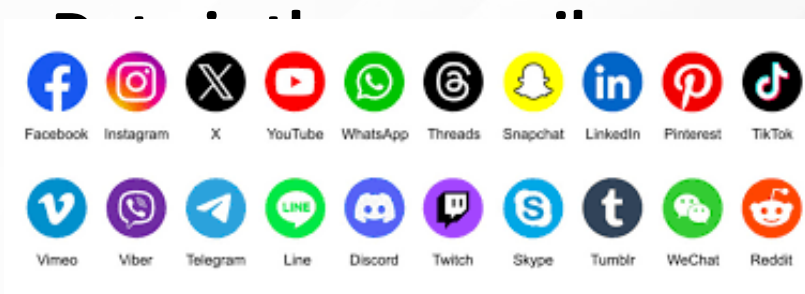 Facebook Instagram X YouTube WhatsApp Threads Snapchat LinkedIn Pinterest TikTok
LINE
Vimeo Viber Telegram Line Discord Twitch Skype Tumblr WeChat Reddit